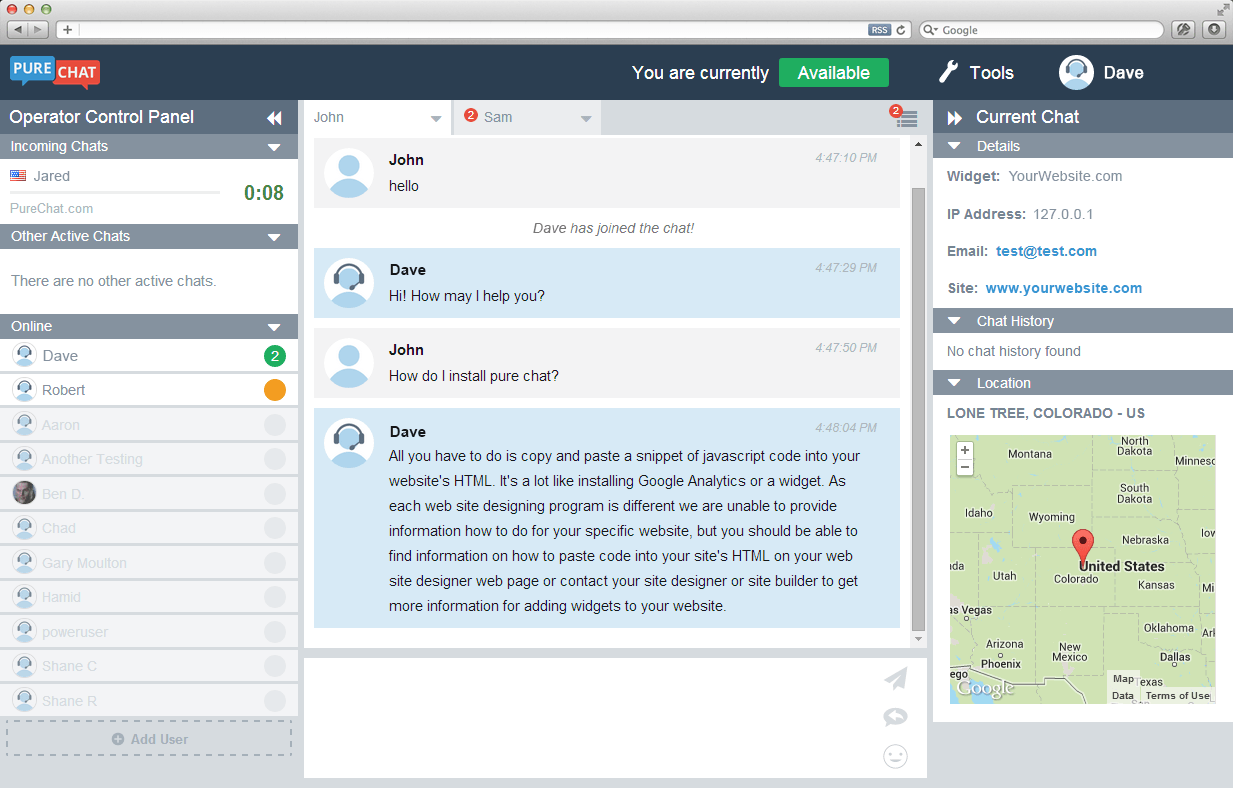 RSS
Google
PURE CHAT
You are currently Available
Tools
Dave
Operator Control Panel
Incoming Chats
Jared
0:08
PureChat.com
Other Active Chats
There are no other active chats.
Online
Dave 2
Robert
Aaron
Another Testing
Ben D.
Chad
Gary Moulton
Hamid
poweruser
Shane C
Shane R
Add User
John
2 Sam
2
John 4:47:10 PM
hello
Dave has joined the chat!
Dave 4:47:29 PM
Hi! How may I help you?
John 4:47:50 PM
How do I install pure chat?
Dave 4:48:04 PM
All you have to do is copy and paste a snippet of javascript code into your
website's HTML. It's a lot like installing Google Analytics or a widget. As
each web site designing program is different we are unable to provide
information how to do for your specific website, but you should be able to
find information on how to paste code into your site's HTML on your web
site designer web page or contact your site designer or site builder to get
more information for adding widgets to your website.
Current Chat
Details
Widget: YourWebsite.com
IP Address: 127.0.0.1
Email: test@test.com
Site: www.yourwebsite.com
Chat History
No chat history found
Location
LONE TREE, COLORADO - US
+
−
Montana
North
Dakota
Minnesc
South
Dakota
Idaho
Wyoming
Nebraska
Iow
United States
ada
Utah
Colorado
Kansas
Mi
as Vegas
Oklahoma
Ark
Arizona
Phoenix
New
Mexico
Dallas
ego
Texas
Google
Map
Data
Terms of Use